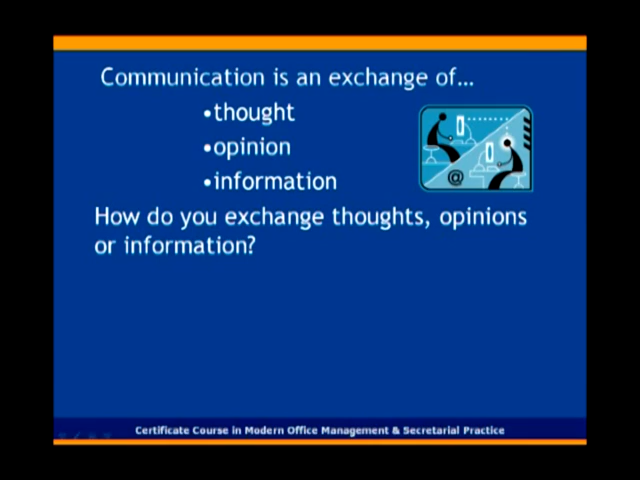 Communication is an exchange of...
•thought
•opinion
•information
@
How do you exchange thoughts, opinions
or information?
Certificate Course in Modern Office Management & Secretarial Practice